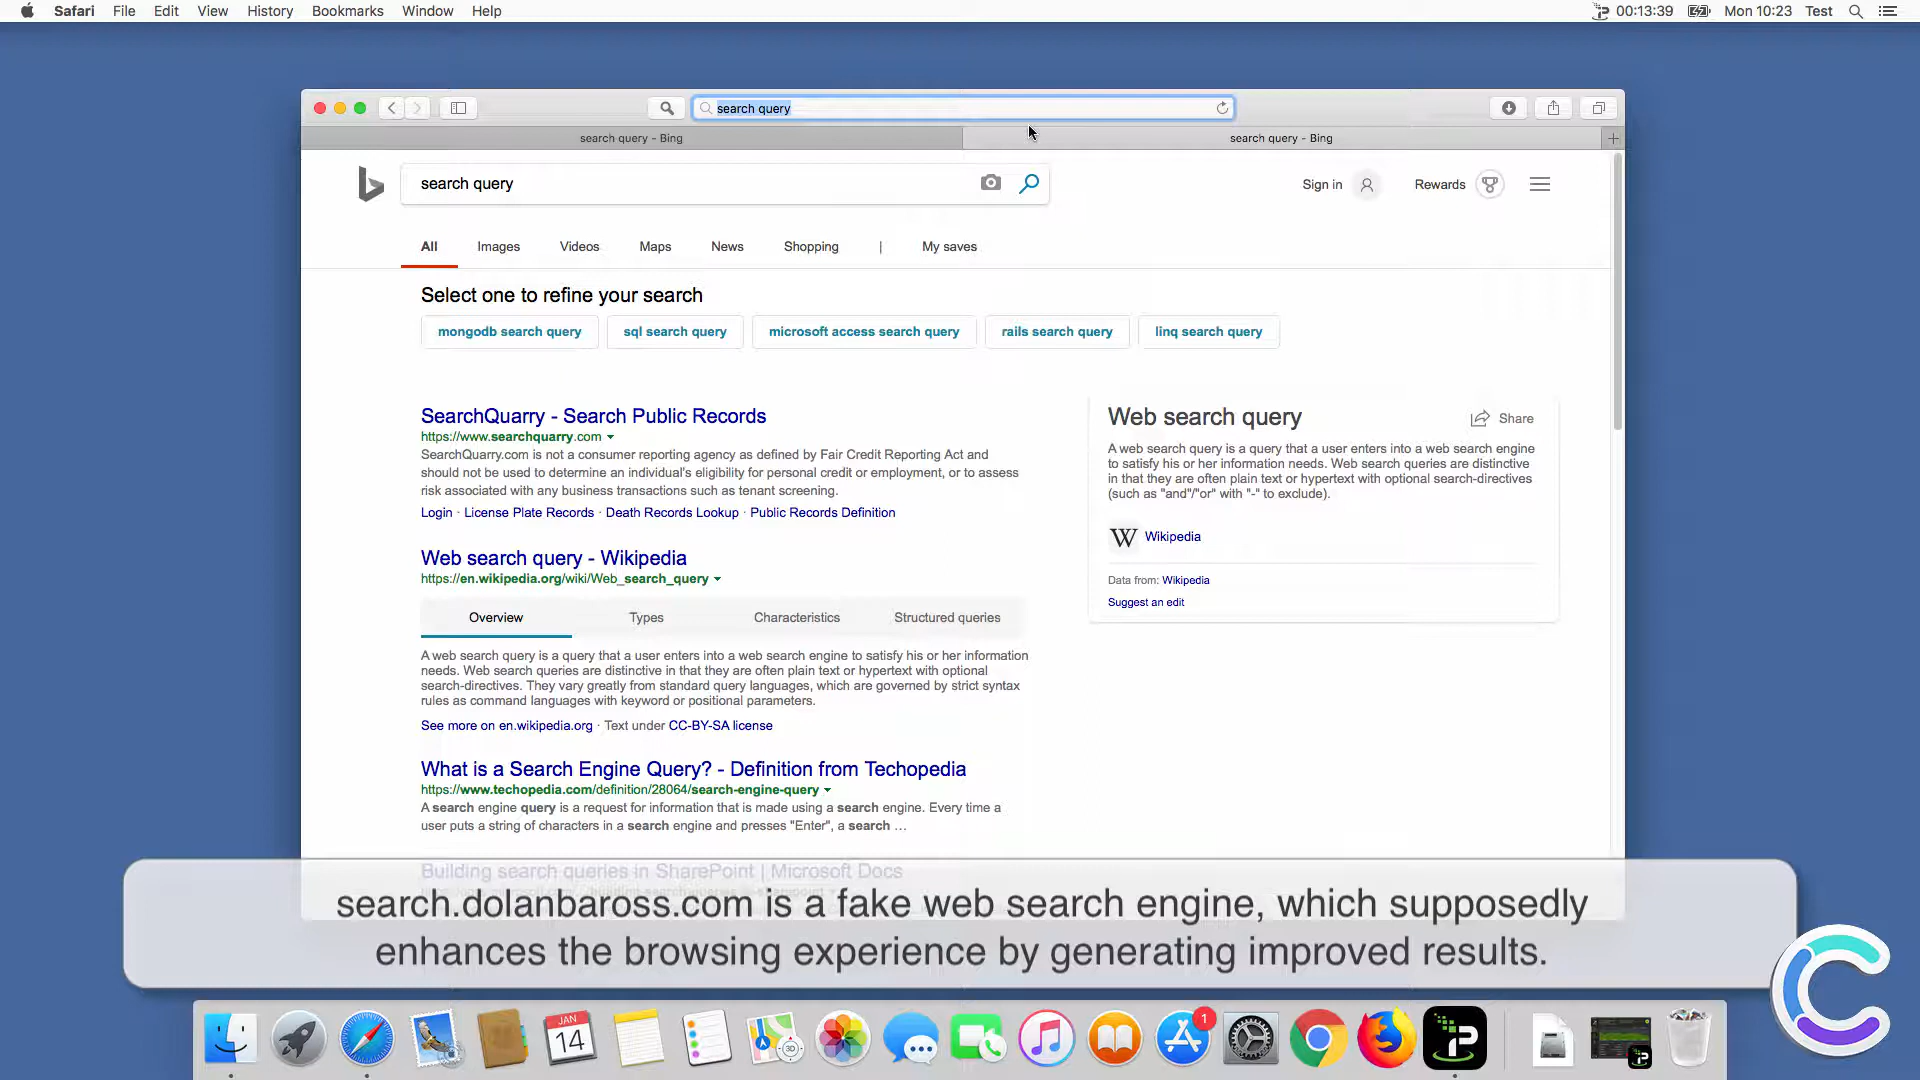 Safari File Edit View History Bookmarks Window Help
00:13:39 Mon 10:23 Test
search query
search query - Bing
search query - Bing
search query
Sign in
Rewards
All Images Videos Maps News Shopping | My saves
Select one to refine your search
mongodb search query
sql search query
microsoft access search query
rails search query
linq search query
SearchQuarry - Search Public Records
https://www.searchquarry.com
SearchQuarry.com is not a consumer reporting agency as defined by Fair Credit Reporting Act and
should not be used to determine an individual's eligibility for personal credit or employment, or to assess
risk associated with any business transactions such as tenant screening.
Login · License Plate Records · Death Records Lookup · Public Records Definition
Web search query - Wikipedia
https://en.wikipedia.org/wiki/Web_search_query
Overview Types Characteristics Structured queries
A web search query is a query that a user enters into a web search engine to satisfy his or her information
needs. Web search queries are distinctive in that they are often plain text or hypertext with optional
search-directives. They vary greatly from standard query languages, which are governed by strict syntax
rules as command languages with keyword or positional parameters.
See more on en.wikipedia.org · Text under CC-BY-SA license
What is a Search Engine Query? - Definition from Techopedia
https://www.techopedia.com/definition/28064/search-engine-query
A search engine query is a request for information that is made using a search engine. Every time a
user puts a string of characters in a search engine and presses "Enter", a search ...
Building search queries in SharePoint | Microsoft Docs
Web search query
Share
A web search query is a query that a user enters into a web search engine
to satisfy his or her information needs. Web search queries are distinctive
in that they are often plain text or hypertext with optional search-directives
(such as "and"/"or" with "-" to exclude).
W Wikipedia
Data from: Wikipedia
Suggest an edit
search.dolanbaross.com is a fake web search engine, which supposedly
enhances the browsing experience by generating improved results.
JAN
14
3D
1